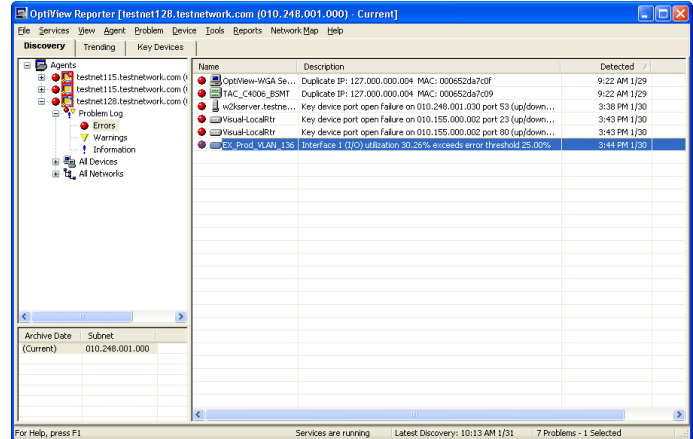 OptiView Reporter [testnet128.testnetwork.com (010.248.001.000) - Current]
File Services View Agent Problem Device Tools Reports Network Map Help
Discovery Trending Key Devices
Agents
testnet115.testnetwork.com (
testnet115.testnetwork.com (
testnet128.testnetwork.com (
Problem Log
Errors
Warnings
Information
All Devices
All Networks
Name Description Detected
OptiView-WGA Se... Duplicate IP: 127.000.000.004 MAC: 000652da7c0f 9:22 AM 1/29
TAC_C4006_BSMT Duplicate IP: 127.000.000.004 MAC: 000652da7c09 9:22 AM 1/29
w2kserver.testne... Key device port open failure on 010.248.001.030 port 53 (up/down... 3:38 PM 1/30
Visual-LocalRtr Key device port open failure on 010.155.000.002 port 23 (up/down... 3:43 PM 1/30
Visual-LocalRtr Key device port open failure on 010.155.000.002 port 80 (up/down... 3:43 PM 1/30
EX_Prod_VLAN_136 Interface 1 (I/O) utilization 30.26% exceeds error threshold 25.00% 3:44 PM 1/30
Archive Date Subnet
(Current) 010.248.001.000
For Help, press F1 Services are running Latest Discovery: 10:13 AM 1/31 7 Problems - 1 Selected